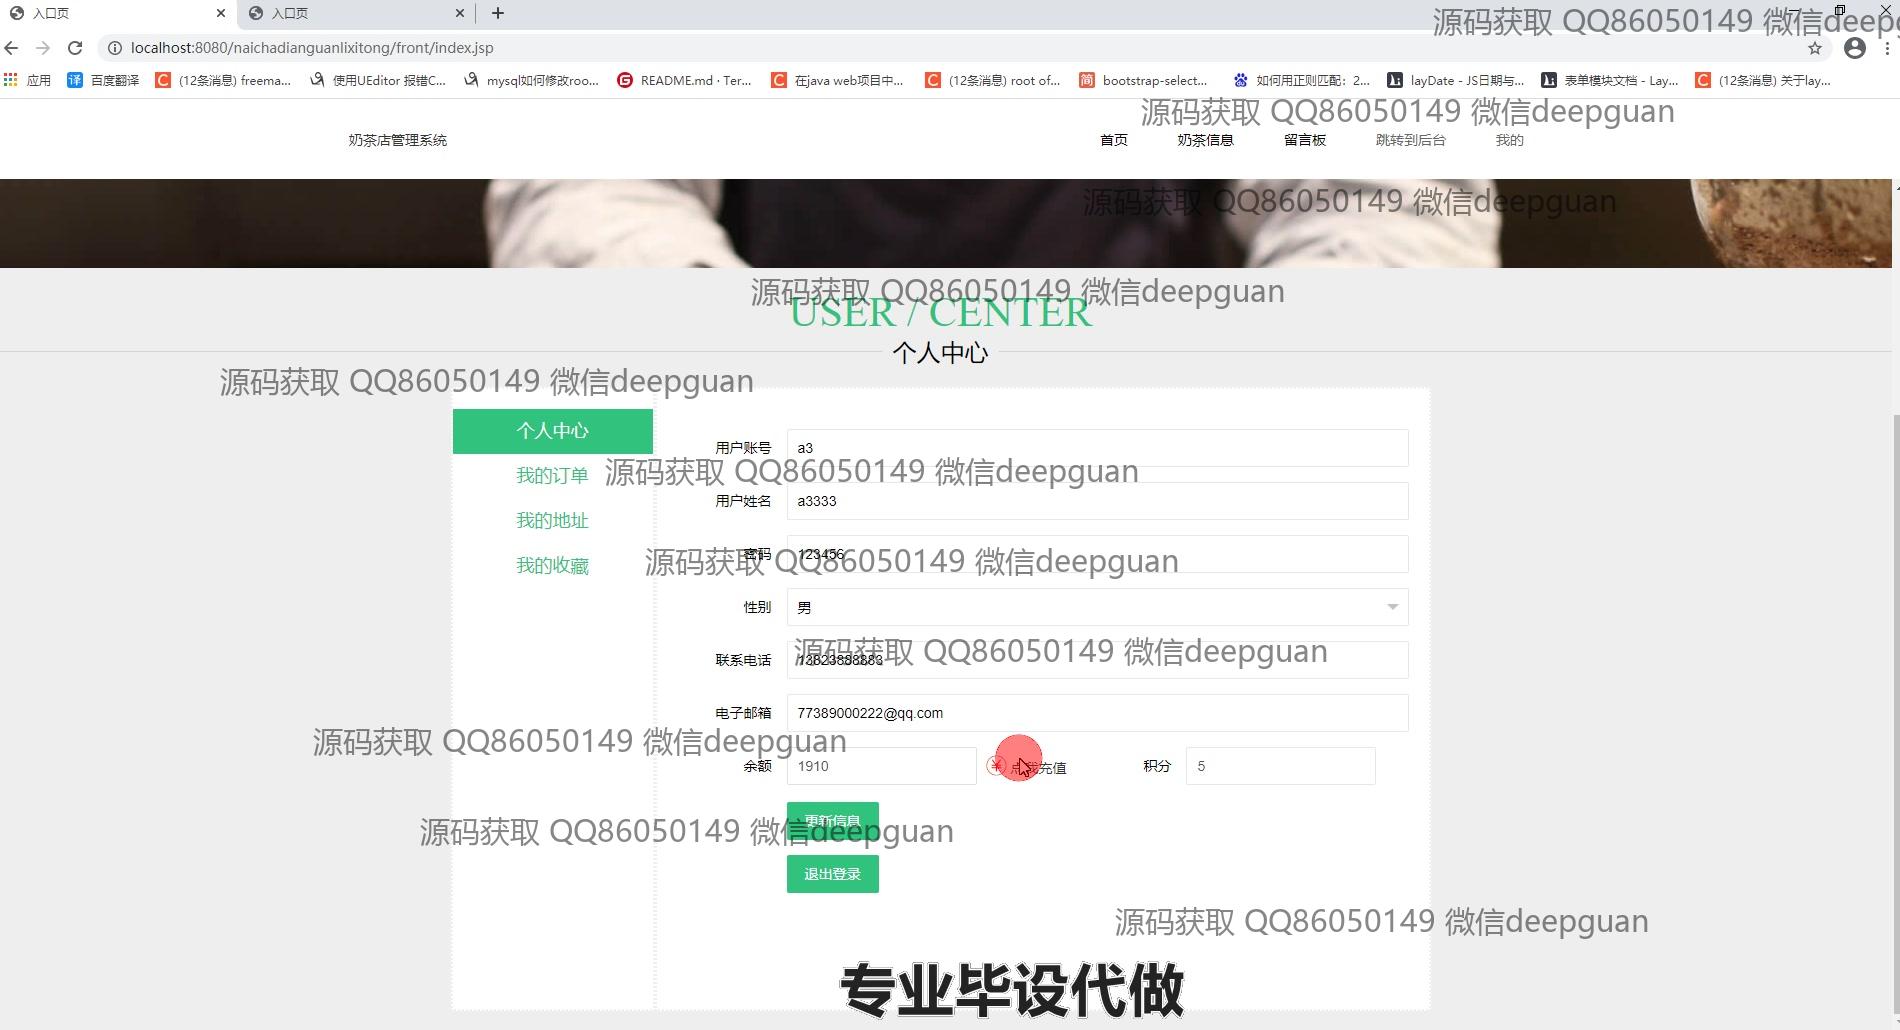 入口页
入口页
localhost:8080/naichadianguanlixitong/front/index.jsp
应用 百度翻译 (12条消息) freema... 使用UEditor 报错C... mysql如何修改roo... README.md · Ter... 在java web项目中... (12条消息) root of... bootstrap-select... 如何用正则匹配：2... layDate - JS日期与... 表单模块文档 - Lay... (12条消息) 关于lay...
源码获取 QQ86050149 微信deepguan
源码获取 QQ86050149 微信deepguan
奶茶店管理系统 首页 奶茶信息 留言板 跳转到后台 我的
源码获取 QQ86050149 微信deepguan
源码获取 QQ86050149 微信deepguan
USER / CENTER
个人中心
源码获取 QQ86050149 微信deepguan
个人中心
我的订单
我的地址
我的收藏
用户账号 a3
源码获取 QQ86050149 微信deepguan
用户姓名 a3333
密码 123456
源码获取 QQ86050149 微信deepguan
性别 男
源码获取 QQ86050149 微信deepguan
联系电话
电子邮箱 77389000222@qq.com
源码获取 QQ86050149 微信deepguan
余额 1910 点我充值 积分 5
更新信息
源码获取 QQ86050149 微信deepguan
退出登录
源码获取 QQ86050149 微信deepguan
专业毕设代做